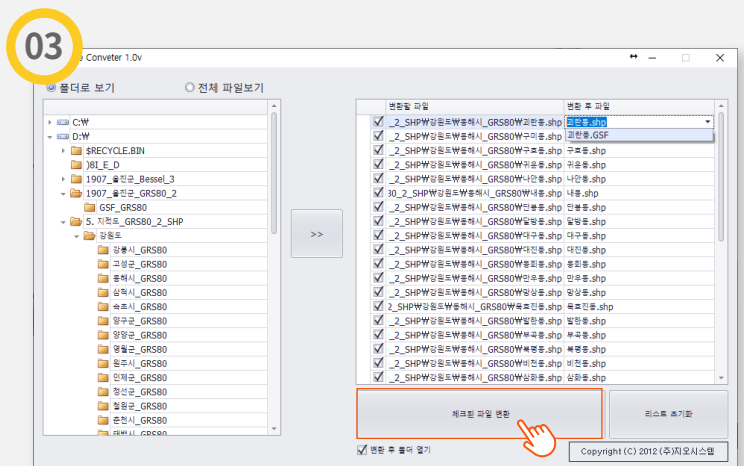 03
e Conveter 1.0v
폴더로 보기
전체 파일보기
C:₩
D:₩
$RECYCLE.BIN
)8I_E_D
1907_울진군_Bessel_3
1907_울진군_GRS80_2
GSF_GRS80
5. 지적도_GRS80_2_SHP
강원도
강릉시_GRS80
고성군_GRS80
동해시_GRS80
삼척시_GRS80
속초시_GRS80
양구군_GRS80
양양군_GRS80
영월군_GRS80
원주시_GRS80
인제군_GRS80
정선군_GRS80
철원군_GRS80
춘천시_GRS80
태백시_GRS80
>>
변환할 파일 변환 후 파일
_2_SHP₩강원도₩동해시_GRS80₩괴란동.shp 괴란동.shp
_2_SHP₩강원도₩동해시_GRS80₩구미동.shp 괴란동.GSF
_2_SHP₩강원도₩동해시_GRS80₩구호동.shp 구호동.shp
_2_SHP₩강원도₩동해시_GRS80₩귀운동.shp 귀운동.shp
_2_SHP₩강원도₩동해시_GRS80₩나안동.shp 나안동.shp
30_2_SHP₩강원도₩동해시_GRS80₩내동.shp 내동.shp
_2_SHP₩강원도₩동해시_GRS80₩단봉동.shp 단봉동.shp
_2_SHP₩강원도₩동해시_GRS80₩달방동.shp 달방동.shp
_2_SHP₩강원도₩동해시_GRS80₩대구동.shp 대구동.shp
_2_SHP₩강원도₩동해시_GRS80₩대진동.shp 대진동.shp
_2_SHP₩강원도₩동해시_GRS80₩동회동.shp 동회동.shp
_2_SHP₩강원도₩동해시_GRS80₩만우동.shp 만우동.shp
_2_SHP₩강원도₩동해시_GRS80₩망상동.shp 망상동.shp
2_SHP₩강원도₩동해시_GRS80₩묵호진동.shp 묵호진동.shp
_2_SHP₩강원도₩동해시_GRS80₩발한동.shp 발한동.shp
_2_SHP₩강원도₩동해시_GRS80₩부곡동.shp 부곡동.shp
_2_SHP₩강원도₩동해시_GRS80₩북평동.shp 북평동.shp
_2_SHP₩강원도₩동해시_GRS80₩비천동.shp 비천동.shp
_2_SHP₩강원도₩동해시_GRS80₩삼화동.shp 삼화동.shp
체크된 파일 변환
리스트 초기화
변환 후 폴더 열기
Copyright (C) 2012 (주)지오시스템